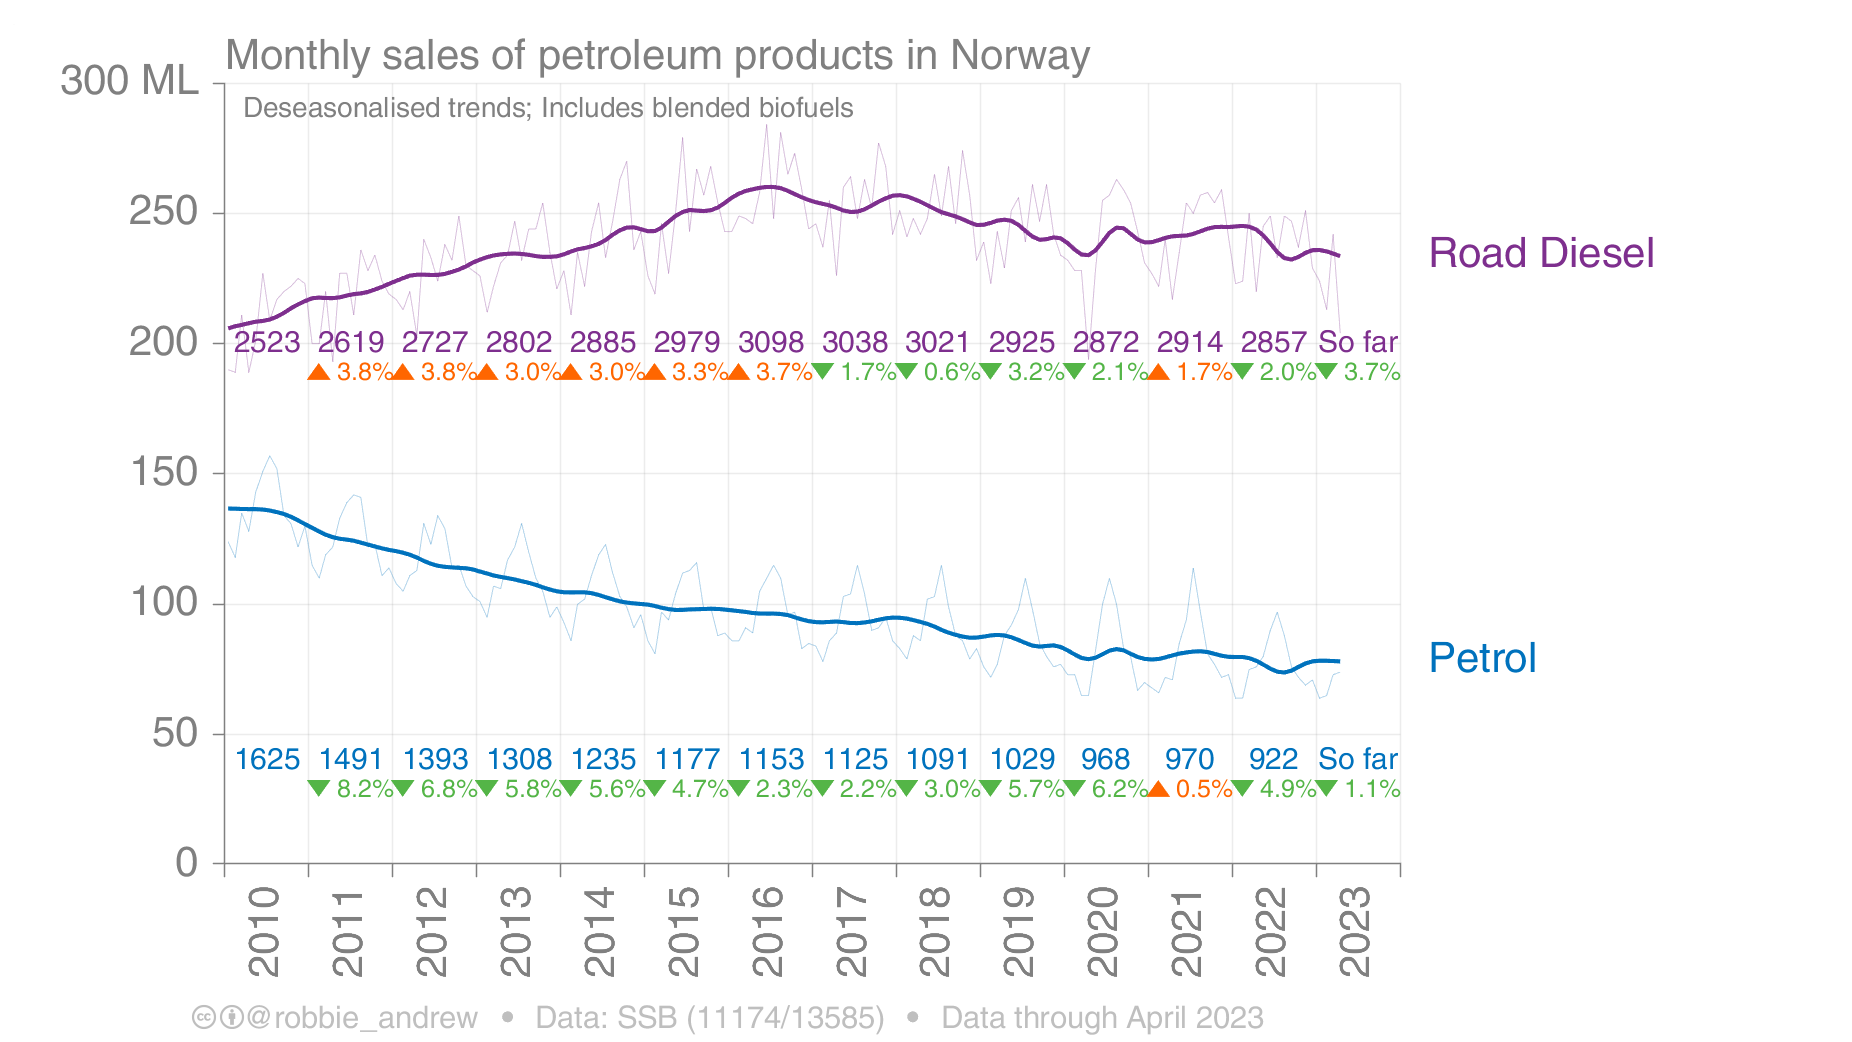 Monthly sales of petroleum products in Norway
300 ML
Deseasonalised trends; Includes blended biofuels
250
Road Diesel
200
2523 2619 2727 2802 2885 2979 3098 3038 3021 2925 2872 2914 2857 So far
▲ 3.8% ▲ 3.8% ▲ 3.0% ▲ 3.0% ▲ 3.3% ▲ 3.7% ▼ 1.7% ▼ 0.6% ▼ 3.2% ▼ 2.1% ▲ 1.7% ▼ 2.0% ▼ 3.7%
150
100
Petrol
50
1625 1491 1393 1308 1235 1177 1153 1125 1091 1029 968 970 922 So far
▼ 8.2% ▼ 6.8% ▼ 5.8% ▼ 5.6% ▼ 4.7% ▼ 2.3% ▼ 2.2% ▼ 3.0% ▼ 5.7% ▼ 6.2% ▲ 0.5% ▼ 4.9% ▼ 1.1%
0
2010 2011 2012 2013 2014 2015 2016 2017 2018 2019 2020 2021 2022 2023
cc @robbie_andrew • Data: SSB (11174/13585) • Data through April 2023